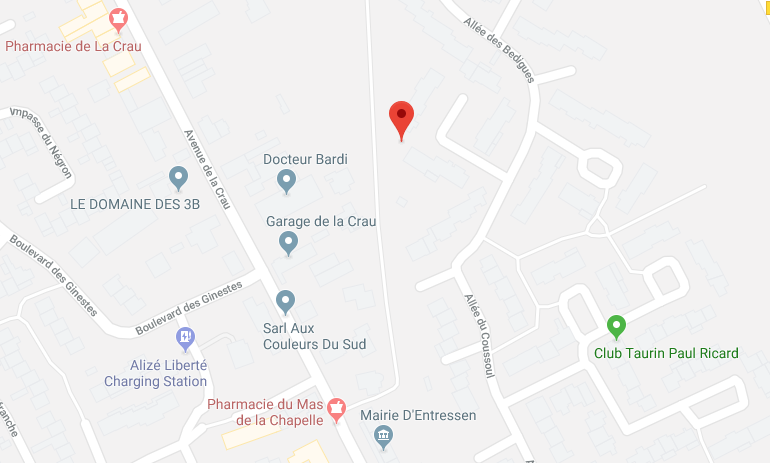 Pharmacie de La Crau
Allée des Bedigues
Impasse du Négron
Avenue de la Crau
Docteur Bardi
LE DOMAINE DES 3B
Garage de la Crau
Boulevard des Ginestes
Boulevard des Ginestes
Sarl Aux
Couleurs Du Sud
Allée du Coussoul
Alizé Liberté
Charging Station
Club Taurin Paul Ricard
Pharmacie du Mas
de la Chapelle
Mairie D'Entressen